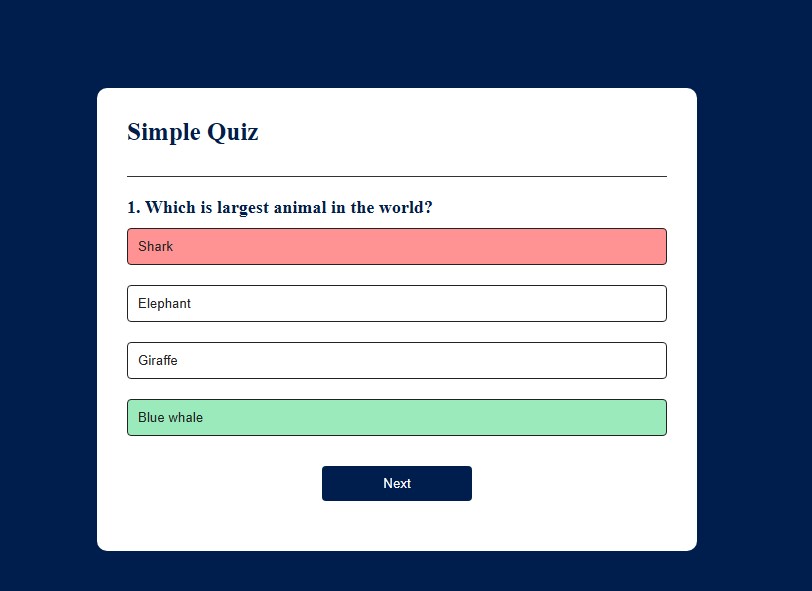 Simple Quiz
1. Which is largest animal in the world?
Shark
Elephant
Giraffe
Blue whale
Next